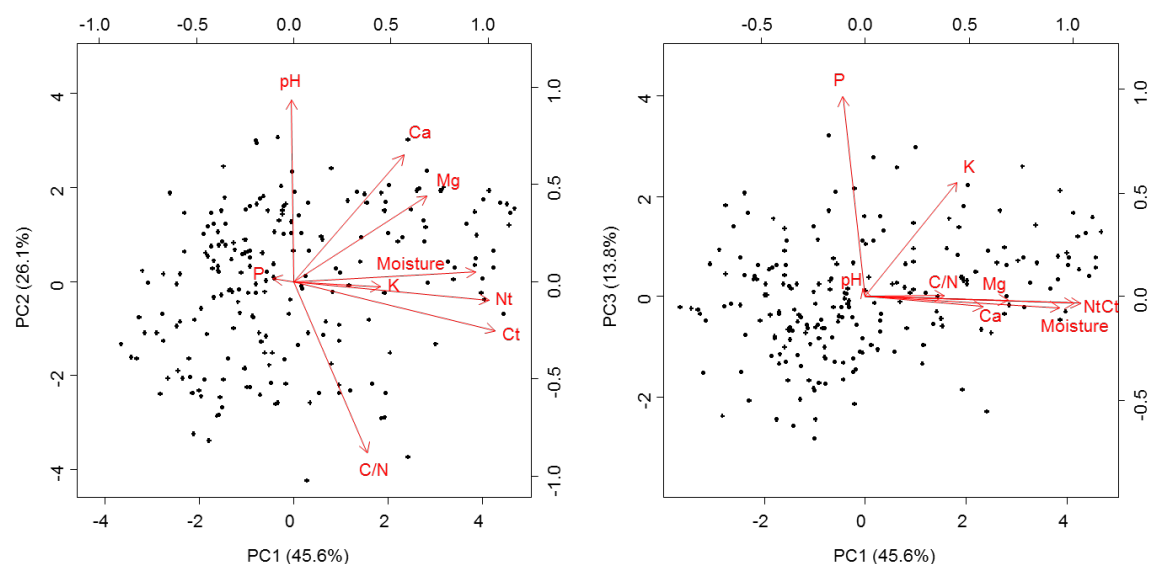 -1.0 -0.5 0.0 0.5 1.0
pH
Ca
Mg
Moisture
P
K
Nt
Ct
C/N
4
2
0
-2
-4
PC2 (26.1%)
1.0
0.5
0.0
-0.5
-1.0
-4 -2 0 2 4
PC1 (45.6%)
-0.5 0.0 0.5 1.0
P
K
pH
C/N
Mg
Ca
NtCt
Moisture
4
2
0
-2
PC3 (13.8%)
1.0
0.5
0.0
-0.5
-2 0 2 4
PC1 (45.6%)